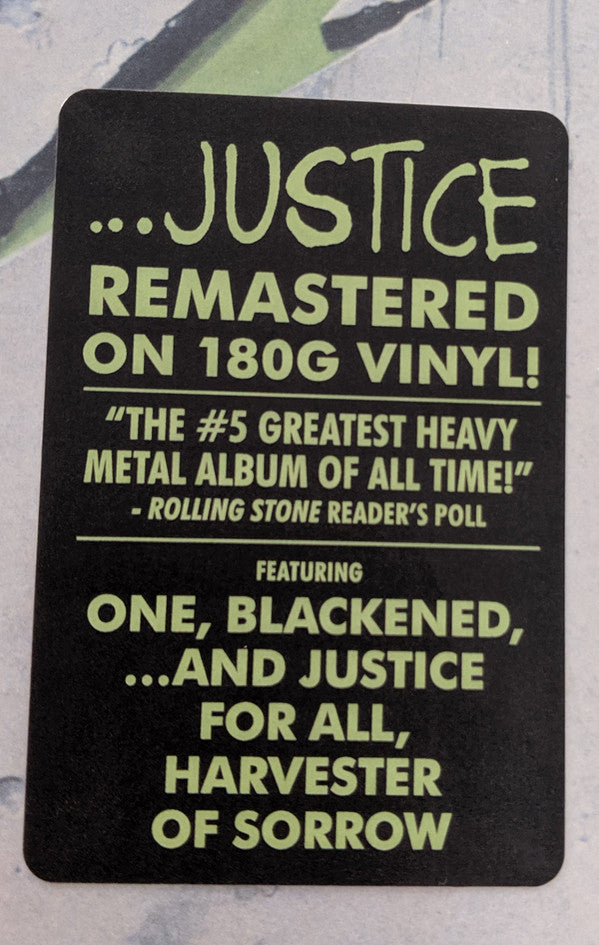 ...JUSTICE
REMASTERED
ON 180G VINYL!
“THE #5 GREATEST HEAVY
METAL ALBUM OF ALL TIME!”
- ROLLING STONE READER’S POLL
FEATURING
ONE, BLACKENED,
...AND JUSTICE
FOR ALL,
HARVESTER
OF SORROW